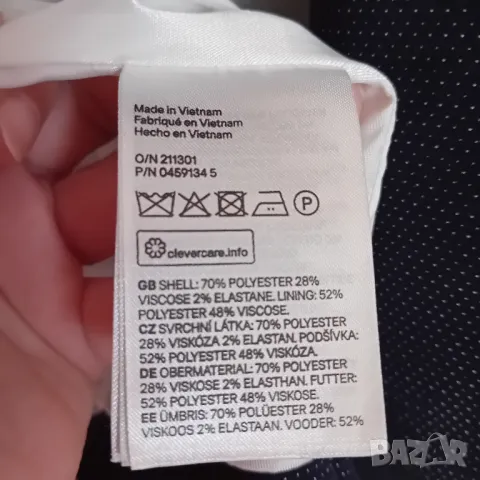 Made in Vietnam
Fabriqué en Vietnam
Hecho en Vietnam
O/N 211301
P/N 0459134 5
P
clevercare.info
GB SHELL: 70% POLYESTER 28%
VISCOSE 2% ELASTANE. LINING: 52%
POLYESTER 48% VISCOSE.
CZ SVRCHNÍ LÁTKA: 70% POLYESTER
28% VISKÓZA 2% ELASTAN. PODŠÍVKA:
52% POLYESTER 48% VISKÓZA.
DE OBERMATERIAL: 70% POLYESTER
28% VISKOSE 2% ELASTHAN. FUTTER:
52% POLYESTER 48% VISKOSE.
EE ÜMBRIS: 70% POLÜESTER 28%
VISKOOS 2% ELASTAAN. VOODER: 52%
BAZAR
bg